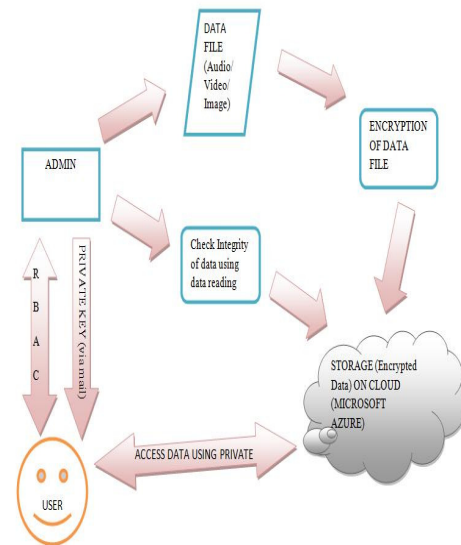 DATA
FILE
(Audio/
Video/
Image)
ENCRYPTION
OF DATA
FILE
ADMIN
Check Integrity
of data using
data reading
R
B
A
C
PRIVATE KEY (via mail)
STORAGE (Encrypted
Data) ON CLOUD
(MICROSOFT
AZURE)
ACCESS DATA USING PRIVATE
USER